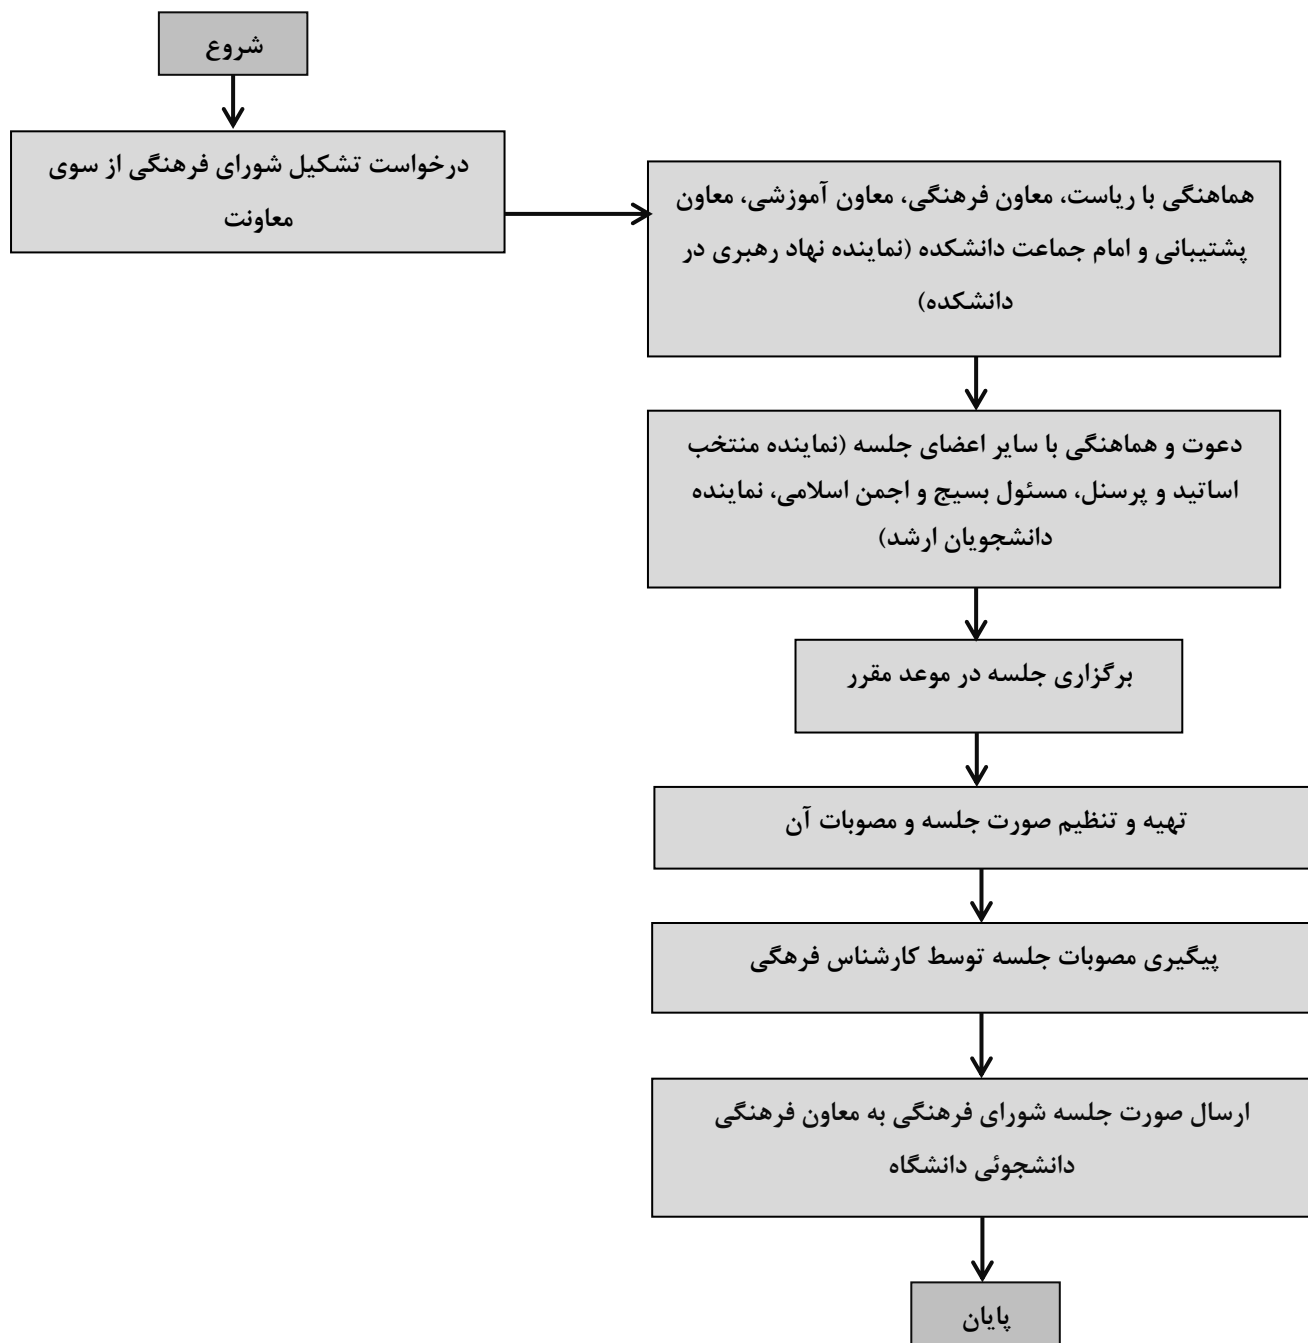 شروع
درخواست تشکیل شورای فرهنگی از سوی
معاونت
هماهنگی با ریاست، معاون فرهنگی، معاون آموزشی، معاون
پشتیبانی و امام جماعت دانشکده (نماینده نهاد رهبری در
دانشکده)
دعوت و هماهنگی با سایر اعضای جلسه (نماینده منتخب
اساتید و پرسنل، مسئول بسیج و اجمن اسلامی، نماینده
دانشجویان ارشد)
برگزاری جلسه در موعد مقرر
تهیه و تنظیم صورت جلسه و مصوبات آن
پیگیری مصوبات جلسه توسط کارشناس فرهگی
ارسال صورت جلسه شورای فرهنگی به معاون فرهنگی
دانشجوئی دانشگاه
پایان